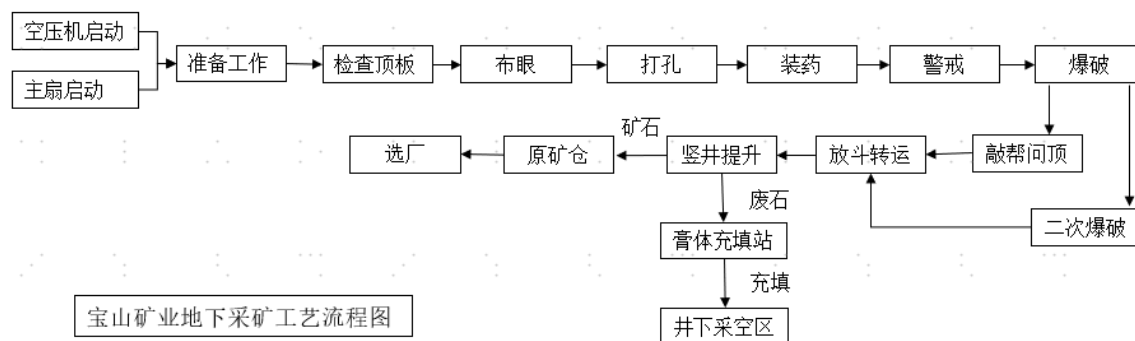 空压机启动
主扇启动
准备工作
检查顶板
布眼
打孔
装药
警戒
爆破
敲帮问顶
二次爆破
放斗转运
竖井提升
矿石
原矿仓
选厂
废石
膏体充填站
充填
井下采空区
宝山矿业地下采矿工艺流程图